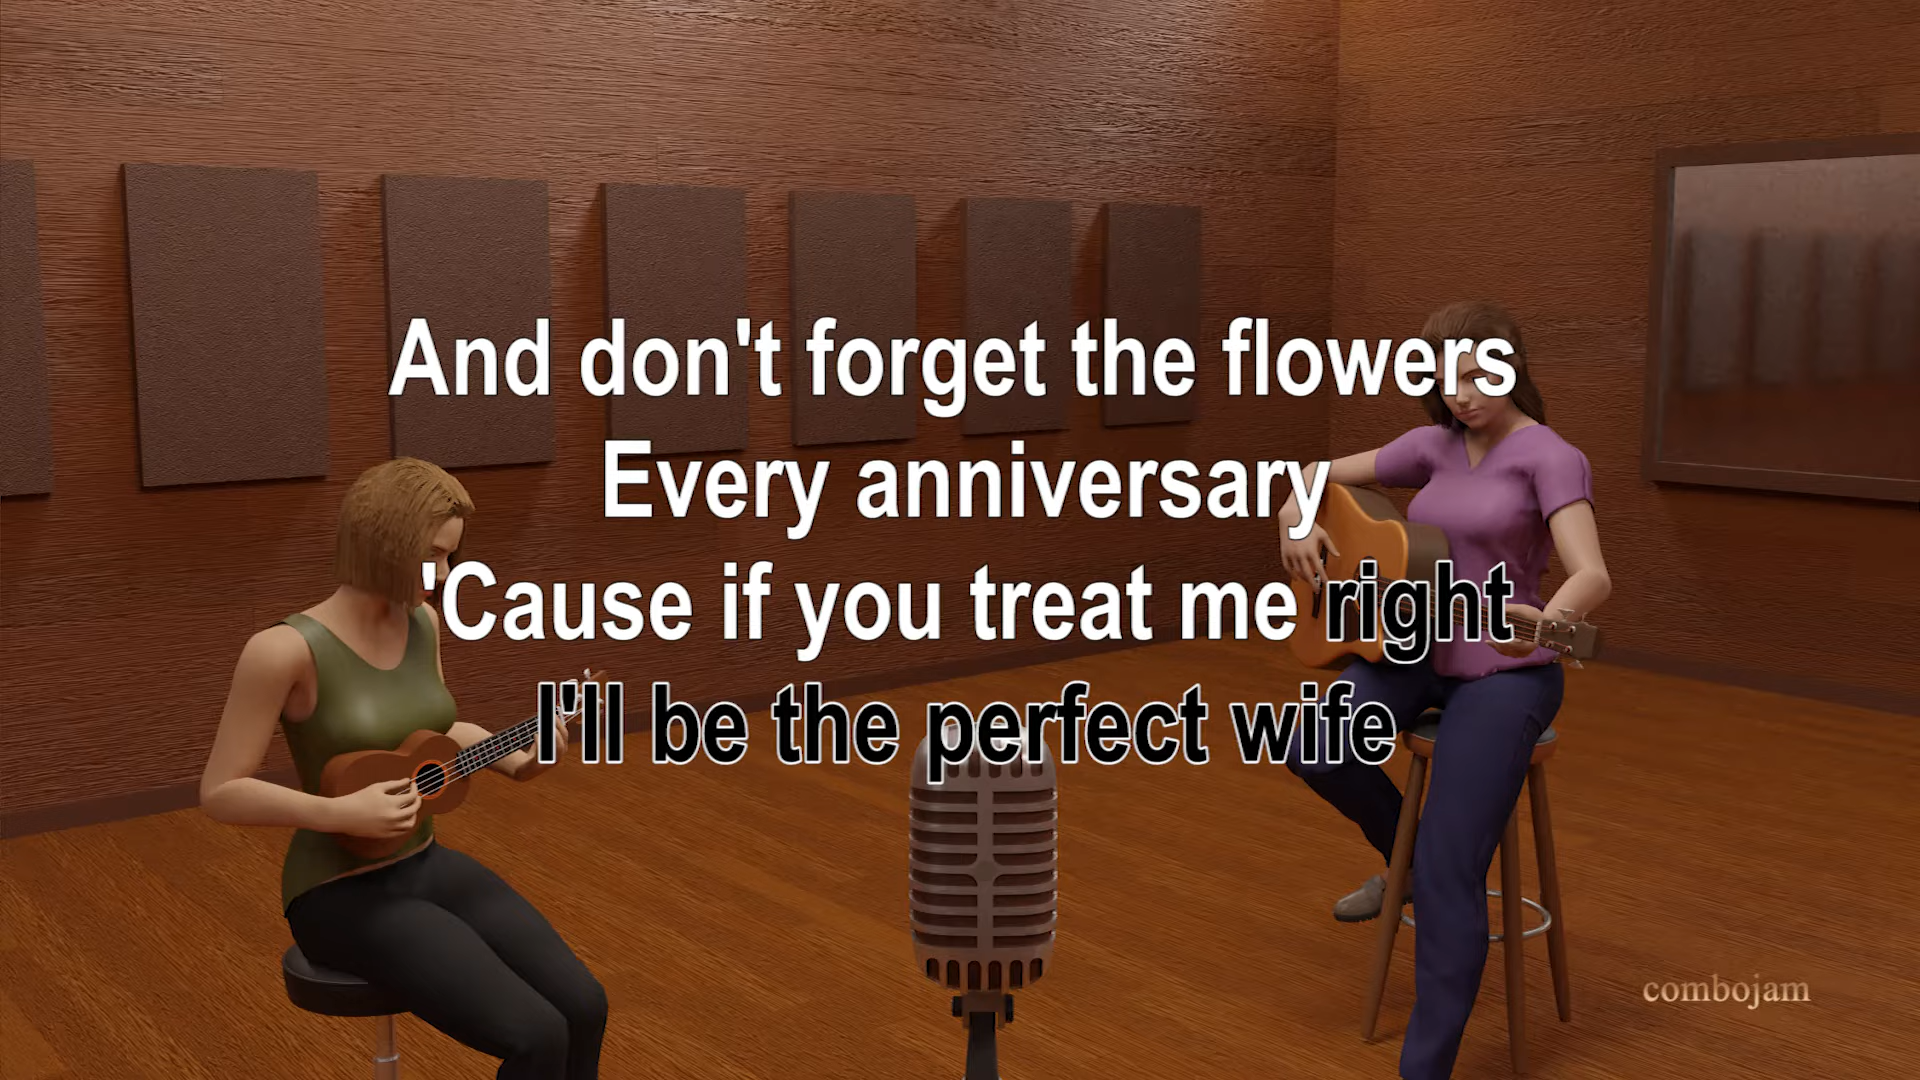 And don't forget the flowers
Every anniversary
'Cause if you treat me right
I'll be the perfect wife
combojam